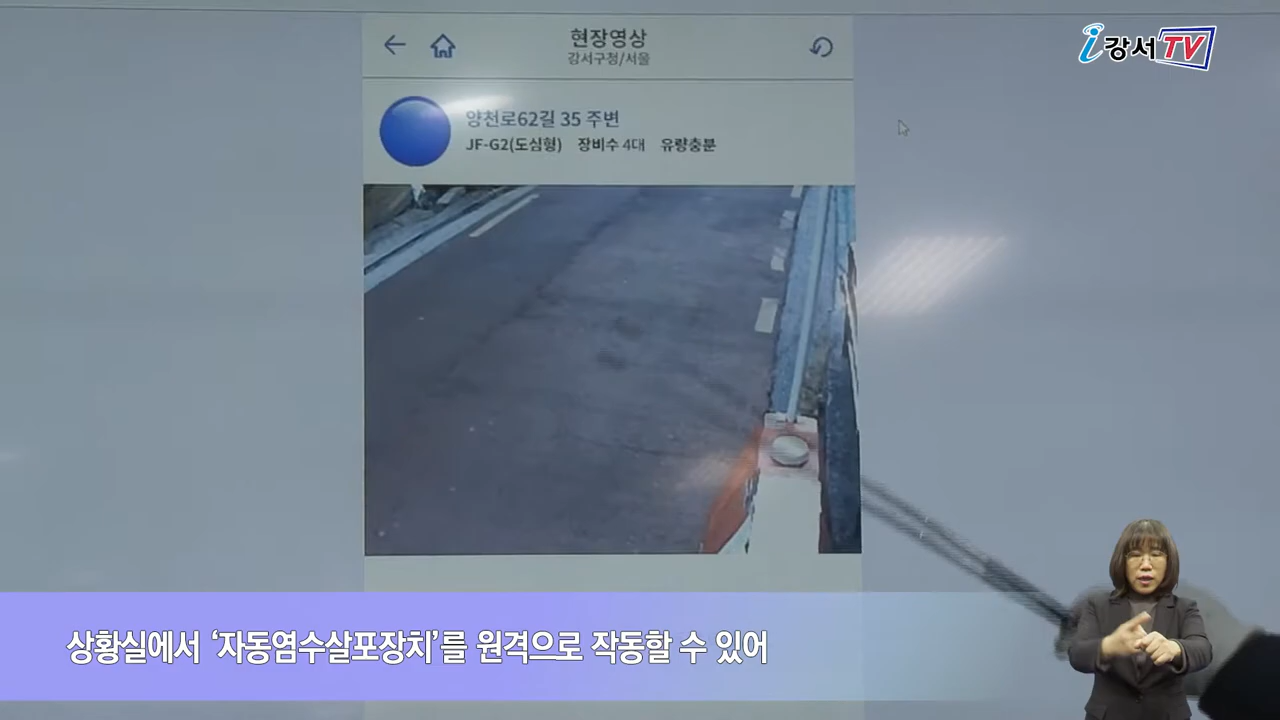 현장영상
강서구청/서울
i강서TV
양천로62길 35 주변
JF-G2(도심형) 장비수 4대 유량충분
상황실에서 '자동염수살포장치'를 원격으로 작동할 수 있어